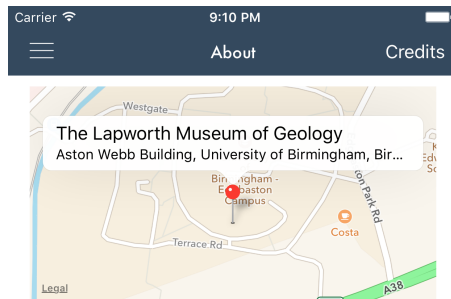 Carrier 9:10 PM
About Credits
Westgate
The Lapworth Museum of Geology
Aston Webb Building, University of Birmingham, Bir...
Birmingham -
Edgbaston
Campus
Park Rd
Costa
Terrace Rd
Legal
A38